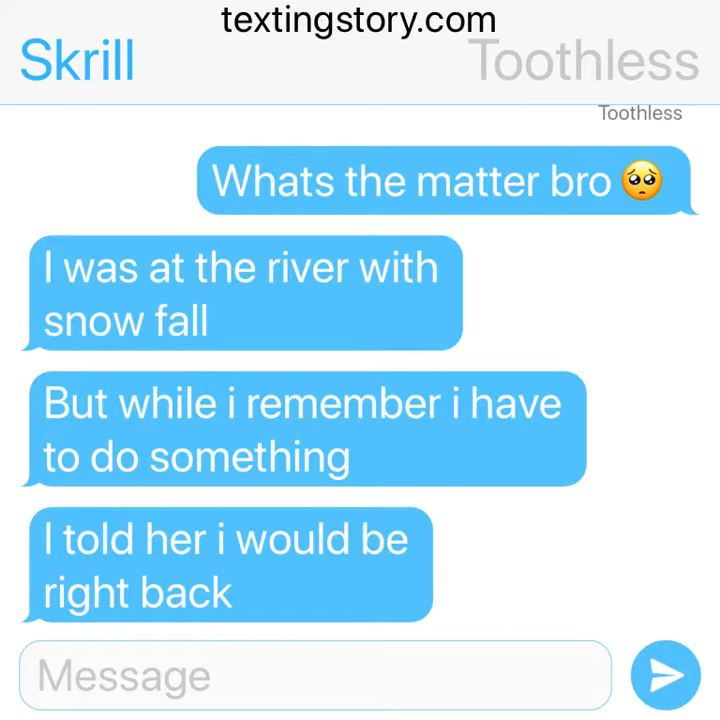 textingstory.com
Skrill
Toothless
Toothless
Whats the matter bro 🥺
I was at the river with
snow fall
But while i remember i have
to do something
I told her i would be
right back
Message